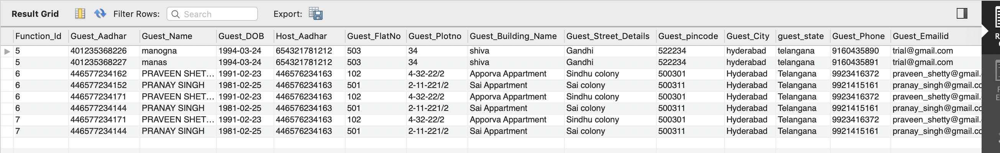 Result Grid Filter Rows: Search Export:
Function_Id Guest_Aadhar Guest_Name Guest_DOB Host_Aadhar Guest_FlatNo Guest_Plotno Guest_Building_Name Guest_Street_Details Guest_pincode Guest_City guest_state Guest_Phone Guest_Emailid
5 401235368226 manogna 1994-03-24 654321781212 503 34 shiva Gandhi 522234 hyderabad telangana 9160435890 trial@gmail.com
5 401235368227 manas 1994-03-24 654321781212 503 34 shiva Gandhi 522234 hyderabad telangana 9160435891 trial@gmail.com
6 446577234162 PRAVEEN SHET... 1991-02-23 446576234163 102 4-32-22/2 Apporva Appartment Sindhu colony 500301 Hyderabad Telangana 9923416372 praveen_shetty@gmail.
6 446577234152 PRANAY SINGH 1981-02-25 446576234163 501 2-11-221/2 Sai Appartment Sai colony 500311 Hyderabad Telangana 9921415161 pranay_singh@gmail.co
6 446577234171 PRAVEEN SHET... 1991-02-23 446576234163 102 4-32-22/2 Apporva Appartment Sindhu colony 500301 Hyderabad Telangana 9923416372 praveen_shetty@gmail.
6 446577234144 PRANAY SINGH 1981-02-25 446576234163 501 2-11-221/2 Sai Appartment Sai colony 500311 Hyderabad Telangana 9921415161 pranay_singh@gmail.co
7 446577234171 PRAVEEN SHET... 1991-02-23 446576234163 102 4-32-22/2 Apporva Appartment Sindhu colony 500301 Hyderabad Telangana 9923416372 praveen_shetty@gmail.
7 446577234144 PRANAY SINGH 1981-02-25 446576234163 501 2-11-221/2 Sai Appartment Sai colony 500311 Hyderabad Telangana 9921415161 pranay_singh@gmail.co